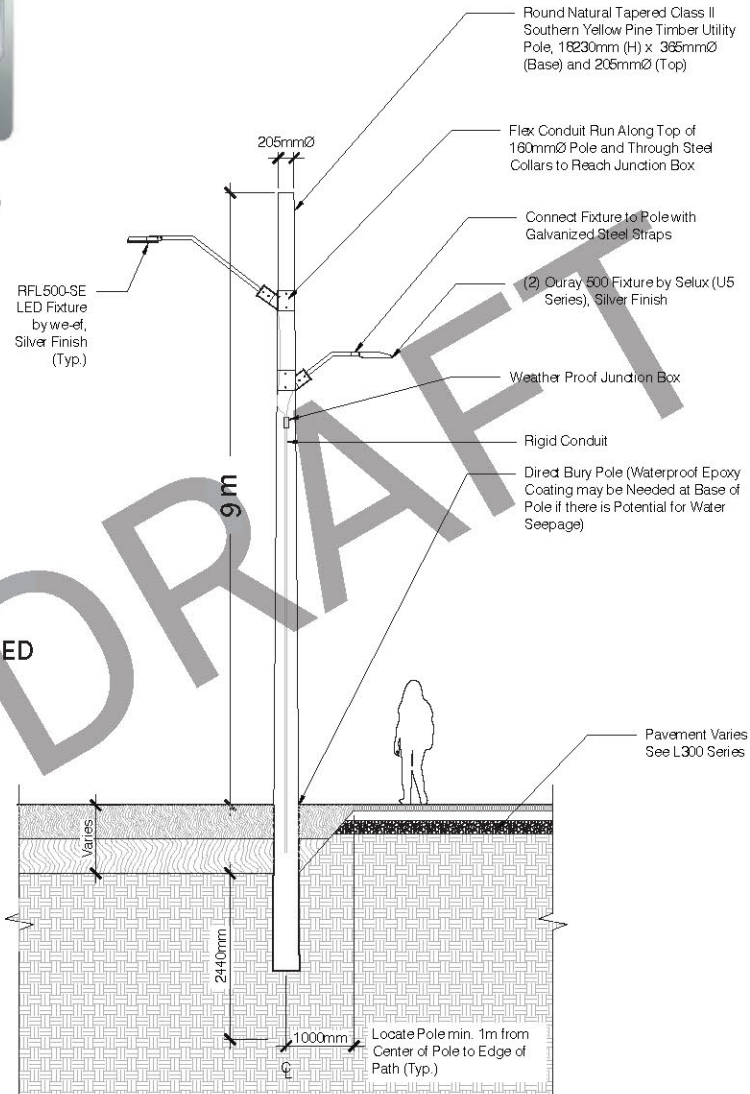 Round Natural Tapered Class II
Southern Yellow Pine Timber Utility
Pole, 18230mm (H) x 365mmØ
(Base) and 205mmØ (Top)
205mmØ
Flex Conduit Run Along Top of
160mmØ Pole and Through Steel
Collars to Reach Junction Box
Connect Fixture to Pole with
Galvanized Steel Straps
RFL500-SE
LED Fixture
by we-ef,
Silver Finish
(Typ.)
(2) Ouray 500 Fixture by Selux (U5
Series), Silver Finish
Weather Proof Junction Box
Rigid Conduit
9 m
Direct Bury Pole (Waterproof Epoxy
Coating may be Needed at Base of
Pole if there is Potential for Water
Seepage)
DRAFT
ED
Pavement Varies
See L300 Series
Varies
2440mm
1000mm
Locate Pole min. 1m from
Center of Pole to Edge of
Path (Typ.)
CL